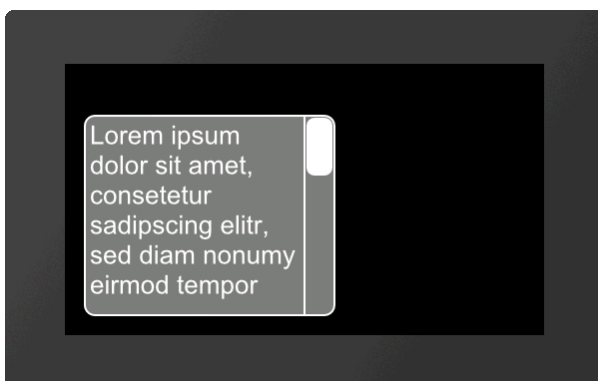 Lorem ipsum
dolor sit amet,
consetetur
sadipscing elitr,
sed diam nonumy
eirmod tempor